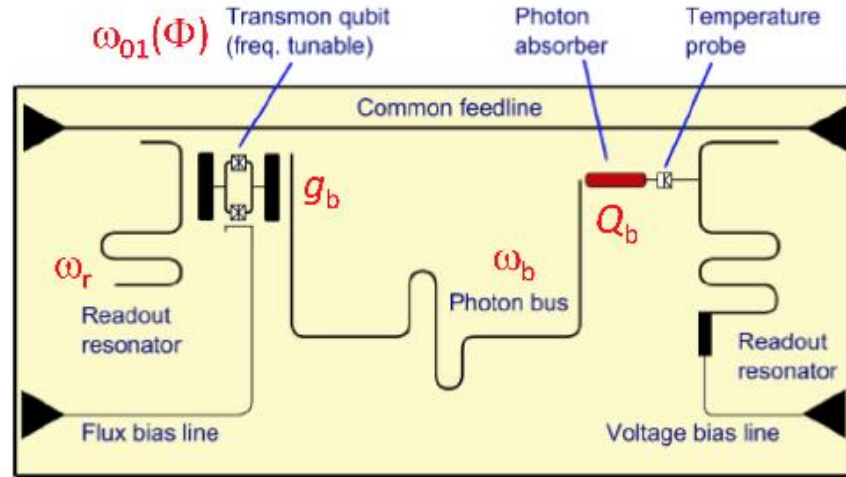 ω01(Φ)
Transmon qubit
(freq. tunable)
Photon
absorber
Temperature
probe
Common feedline
gb
Qb
ωr
ωb
Photon bus
Readout
resonator
Readout
resonator
Flux bias line
Voltage bias line